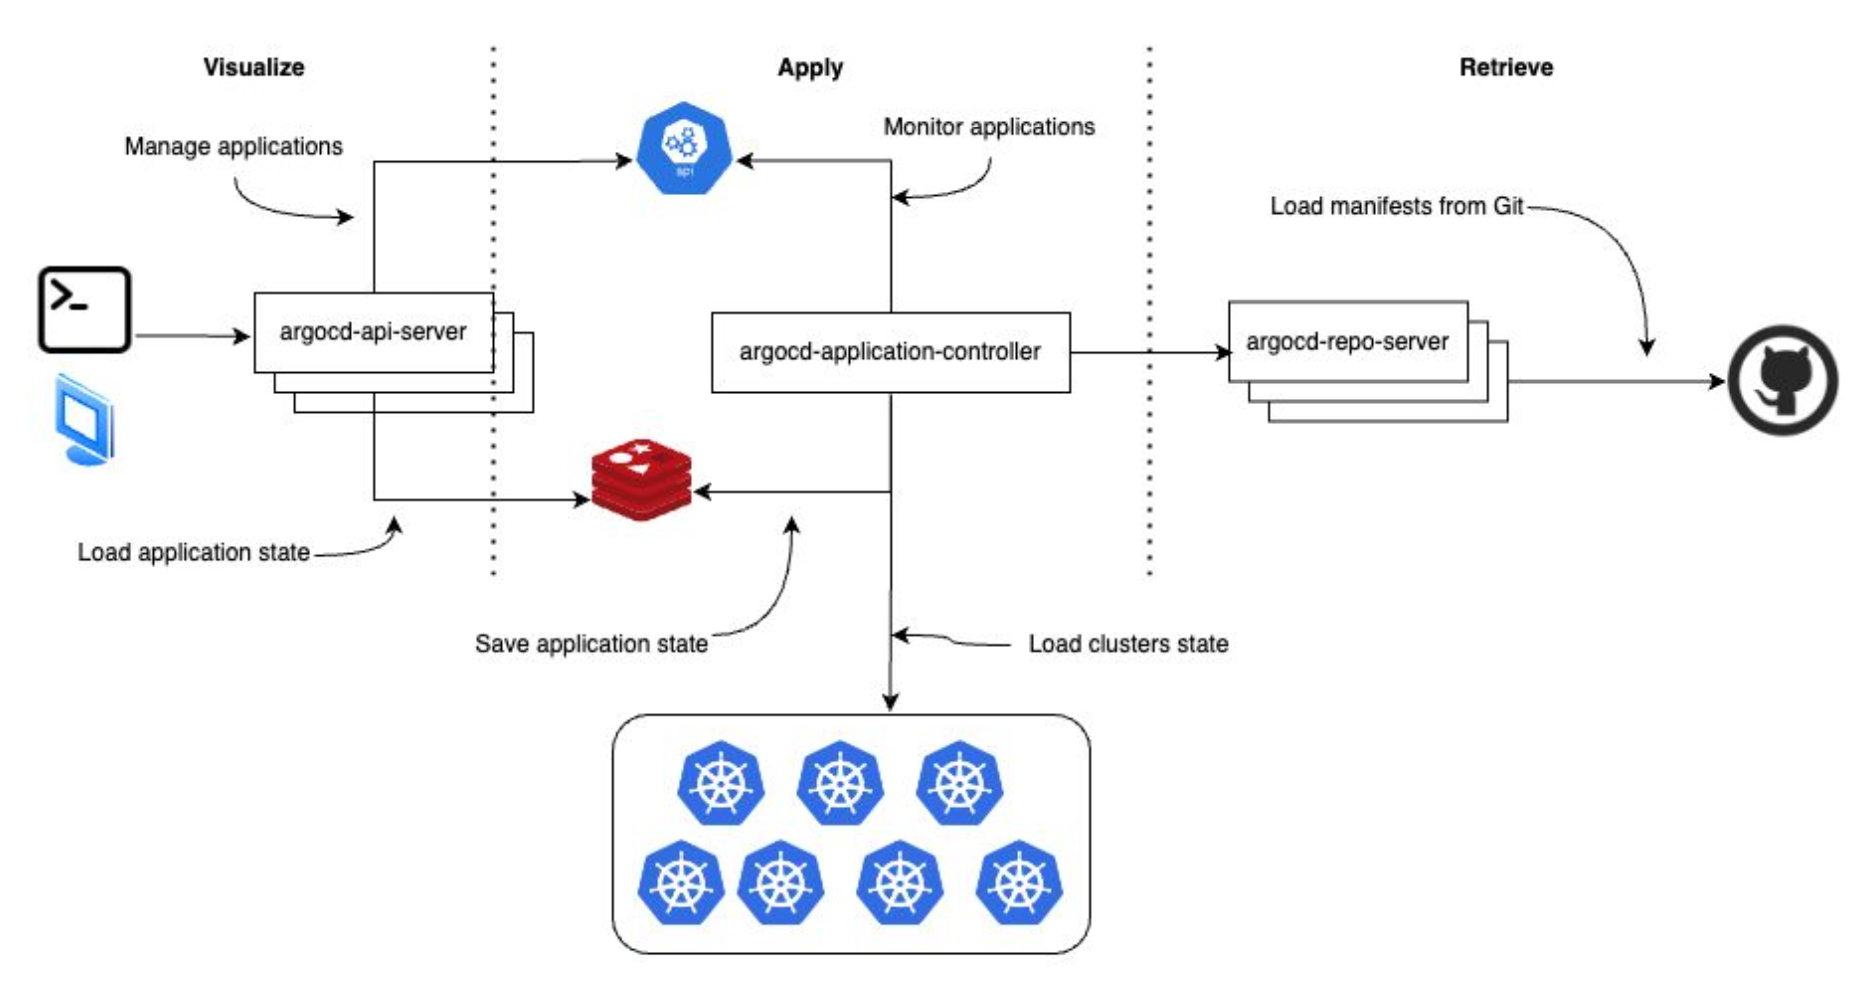 Visualize
Apply
Retrieve
Manage applications
Monitor applications
api
Load manifests from Git
>_
argocd-api-server
argocd-application-controller
argocd-repo-server
Load application state
Save application state
Load clusters state